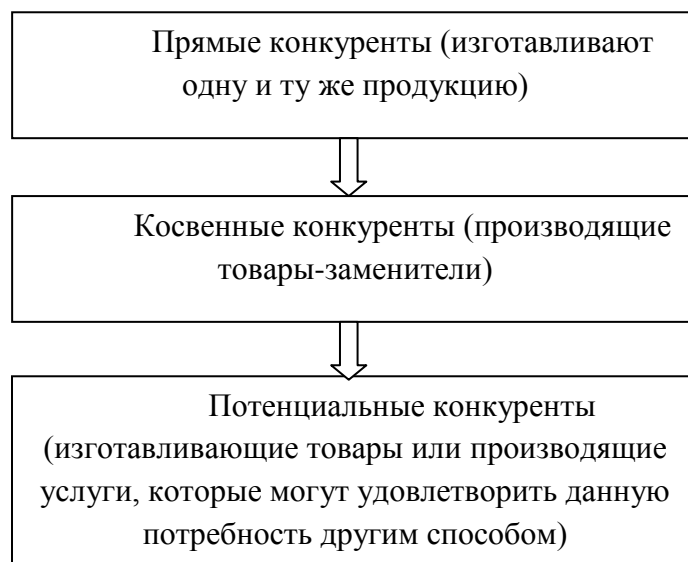 Прямые конкуренты (изготавливают
одну и ту же продукцию)
Косвенные конкуренты (производящие
товары-заменители)
Потенциальные конкуренты
(изготавливающие товары или производящие
услуги, которые могут удовлетворить данную
потребность другим способом)